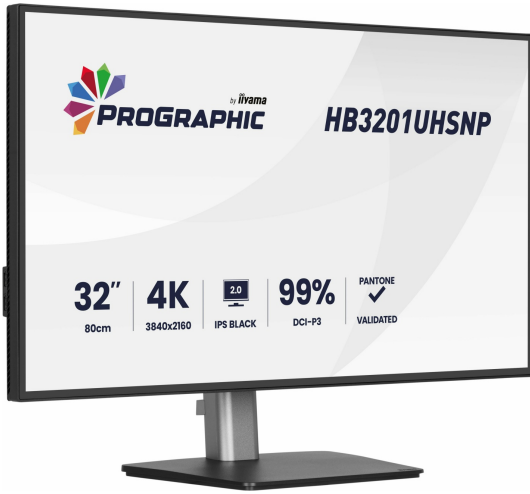 by iiyama
PROGRAPHIC
HB3201UHSNP
32″
80cm
4K
3840x2160
2.0
IPS BLACK
99%
DCI-P3
PANTONE
VALIDATED